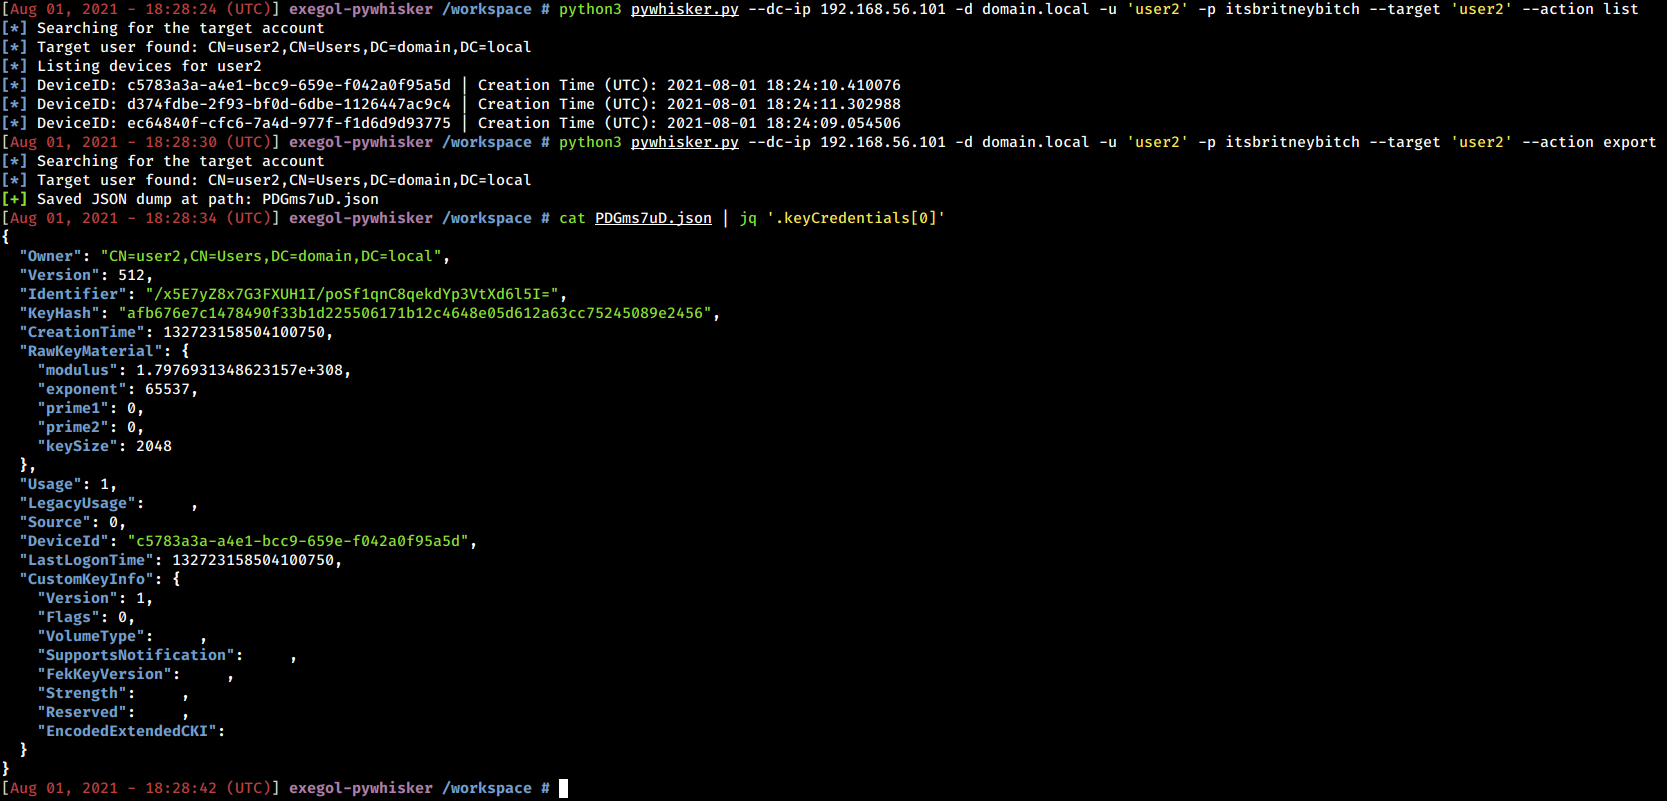 [Aug 01, 2021 - 18:28:24 (UTC)] exegol-pywhisker /workspace # python3 pywhisker.py --dc-ip 192.168.56.101 -d domain.local -u 'user2' -p itsbritneybitch --target 'user2' --action list
[*] Searching for the target account
[*] Target user found: CN=user2,CN=Users,DC=domain,DC=local
[*] Listing devices for user2
[*] DeviceID: c5783a3a-a4e1-bcc9-659e-f042a0f95a5d | Creation Time (UTC): 2021-08-01 18:24:10.410076
[*] DeviceID: d374fdbe-2f93-bf0d-6dbe-1126447ac9c4 | Creation Time (UTC): 2021-08-01 18:24:11.302988
[*] DeviceID: ec64840f-cfc6-7a4d-977f-f1d6d9d93775 | Creation Time (UTC): 2021-08-01 18:24:09.054506
[Aug 01, 2021 - 18:28:30 (UTC)] exegol-pywhisker /workspace # python3 pywhisker.py --dc-ip 192.168.56.101 -d domain.local -u 'user2' -p itsbritneybitch --target 'user2' --action export
[*] Searching for the target account
[*] Target user found: CN=user2,CN=Users,DC=domain,DC=local
[+] Saved JSON dump at path: PDGms7uD.json
[Aug 01, 2021 - 18:28:34 (UTC)] exegol-pywhisker /workspace # cat PDGms7uD.json | jq '.keyCredentials[0]'
{
  "Owner": "CN=user2,CN=Users,DC=domain,DC=local",
  "Version": 512,
  "Identifier": "/x5E7yZ8x7G3FXUH1I/poSf1qnC8qekdYp3VtXd6l5I=",
  "KeyHash": "afb676e7c1478490f33b1d225506171b12c4648e05d612a63cc75245089e2456",
  "CreationTime": 132723158504100750,
  "RawKeyMaterial": {
    "modulus": 1.7976931348623157e+308,
    "exponent": 65537,
    "prime1": 0,
    "prime2": 0,
    "keySize": 2048
  },
  "Usage": 1,
  "LegacyUsage":     ,
  "Source": 0,
  "DeviceId": "c5783a3a-a4e1-bcc9-659e-f042a0f95a5d",
  "LastLogonTime": 132723158504100750,
  "CustomKeyInfo": {
    "Version": 1,
    "Flags": 0,
    "VolumeType":     ,
    "SupportsNotification":     ,
    "FekKeyVersion":     ,
    "Strength":     ,
    "Reserved":     ,
    "EncodedExtendedCKI":
  }
}
[Aug 01, 2021 - 18:28:42 (UTC)] exegol-pywhisker /workspace #